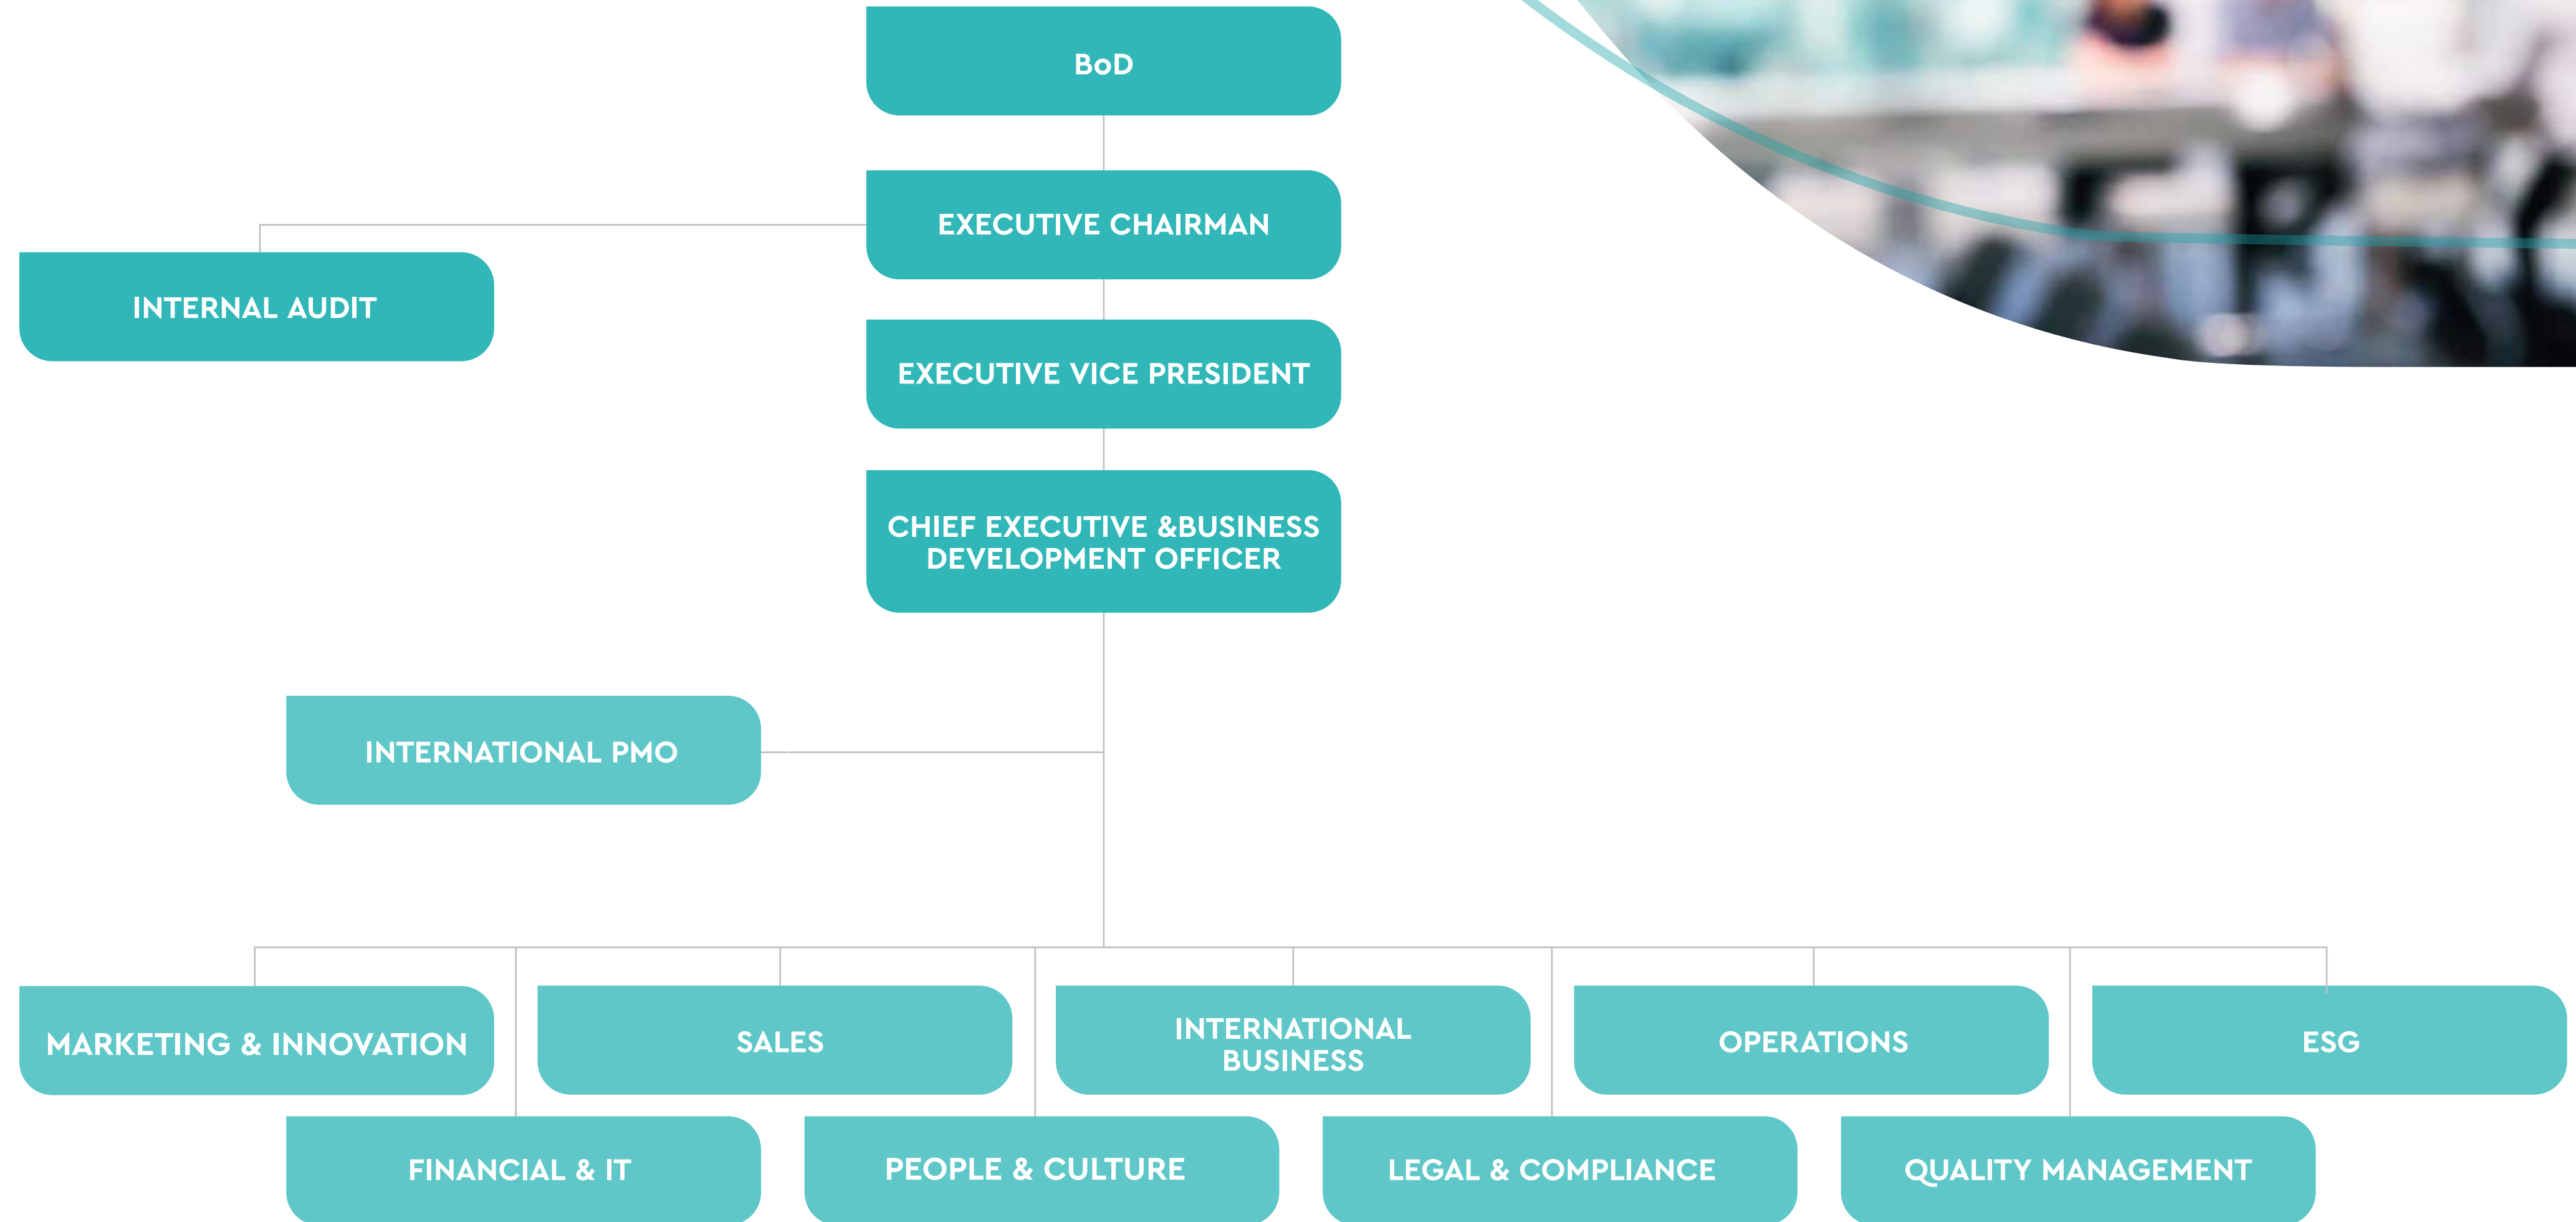 BoD
EXECUTIVE CHAIRMAN
INTERNAL AUDIT
EXECUTIVE VICE PRESIDENT
CHIEF EXECUTIVE &BUSINESS
DEVELOPMENT OFFICER
INTERNATIONAL PMO
MARKETING & INNOVATION
SALES
INTERNATIONAL
BUSINESS
OPERATIONS
ESG
FINANCIAL & IT
PEOPLE & CULTURE
LEGAL & COMPLIANCE
QUALITY MANAGEMENT